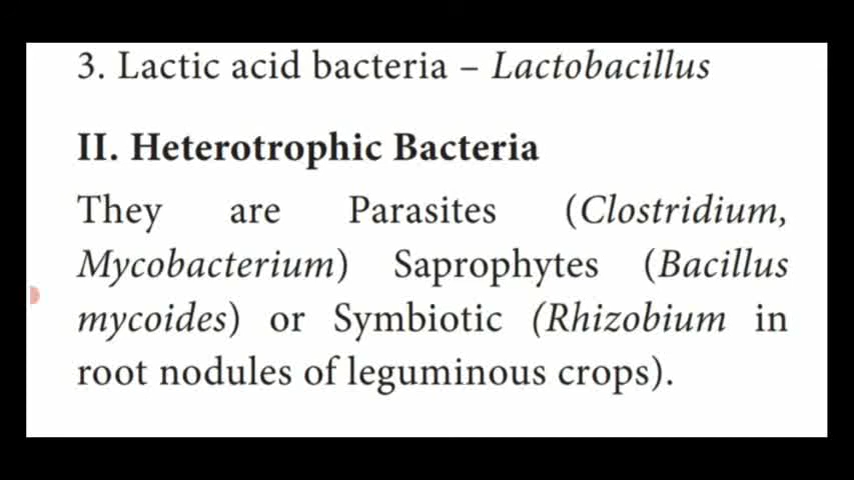 3. Lactic acid bacteria – Lactobacillus
II. Heterotrophic Bacteria
They are Parasites (Clostridium,
Mycobacterium) Saprophytes (Bacillus
mycoides) or Symbiotic (Rhizobium in
root nodules of leguminous crops).